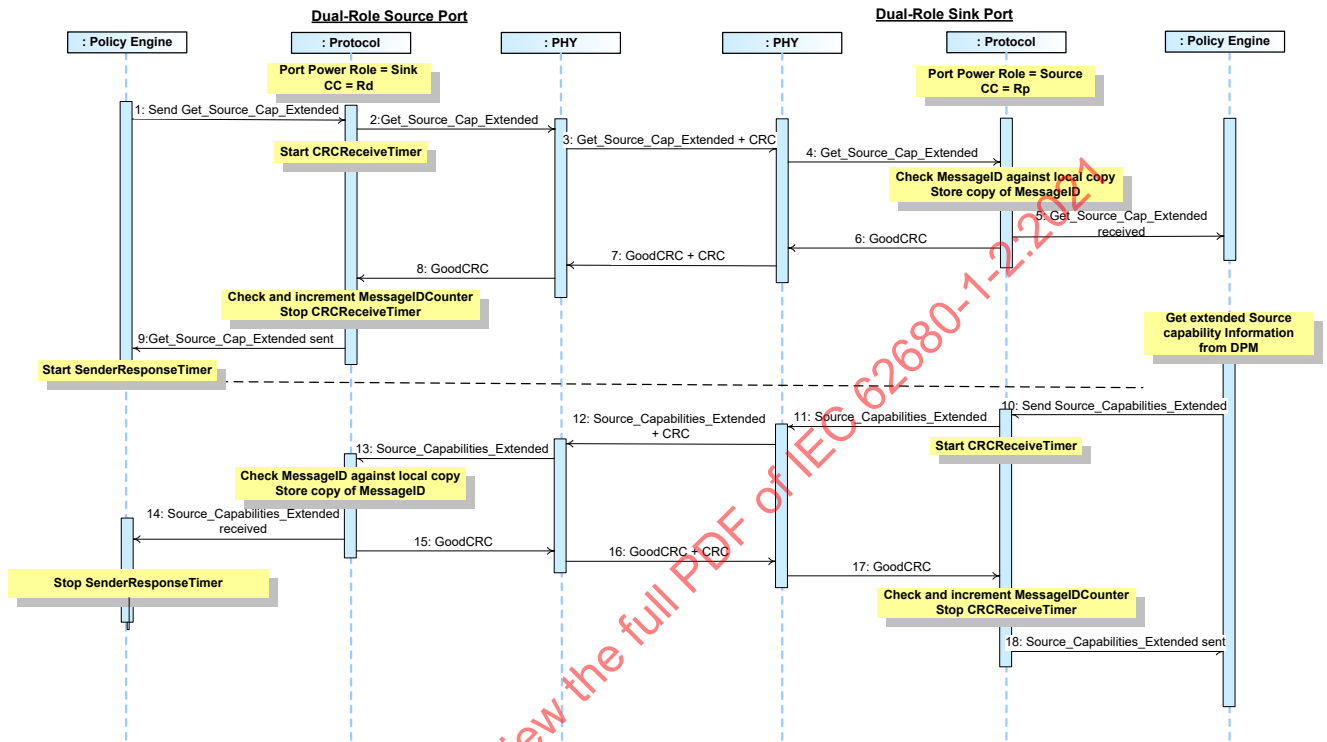 Dual-Role Source Port
Dual-Role Sink Port
: Policy Engine
: Protocol
: PHY
: PHY
: Protocol
: Policy Engine
Port Power Role = Sink
CC = Rd
Port Power Role = Source
CC = Rp
1: Send Get_Source_Cap_Extended
2:Get_Source_Cap_Extended
Start CRCReceiveTimer
3: Get_Source_Cap_Extended + CRC
4: Get_Source_Cap_Extended
Check MessageID against local copy
Store copy of MessageID
5: Get_Source_Cap_Extended
received
6: GoodCRC
7: GoodCRC + CRC
8: GoodCRC
Check and increment MessageIDCounter
Stop CRCReceiveTimer
9:Get_Source_Cap_Extended sent
Start SenderResponseTimer
Get extended Source
capability Information
from DPM
10: Send Source_Capabilities_Extended
11: Source_Capabilities_Extended
Start CRCReceiveTimer
12: Source_Capabilities_Extended
+ CRC
13: Source_Capabilities_Extended
Check MessageID against local copy
Store copy of MessageID
14: Source_Capabilities_Extended
received
15: GoodCRC
16: GoodCRC + CRC
17: GoodCRC
Stop SenderResponseTimer
Check and increment MessageIDCounter
Stop CRCReceiveTimer
18: Source_Capabilities_Extended sent
iew the full PDF of IEC 62680-1-2:2021